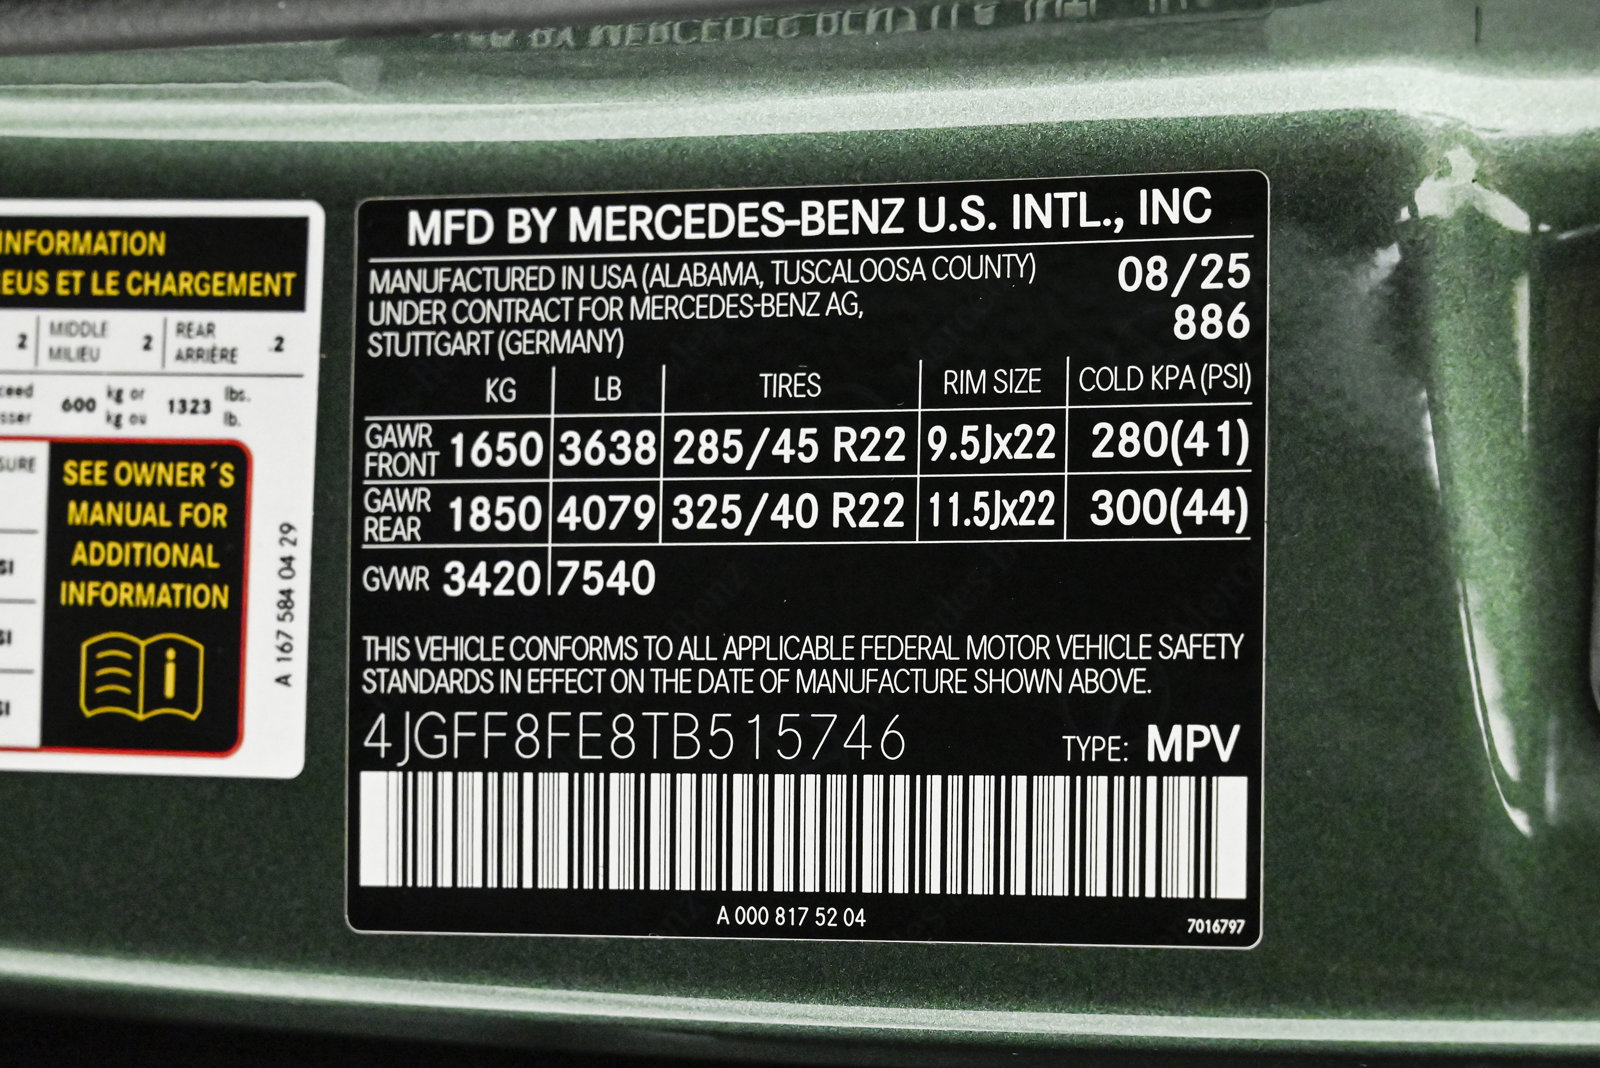 INFORMATION
EUS ET LE CHARGEMENT
2 MIDDLE MILIEU 2 REAR ARRIÈRE 2
600 kg or kg ou 1323 lbs. lb.
SEE OWNER´S
MANUAL FOR
ADDITIONAL
INFORMATION
i
A 167 584 04 29
MFD BY MERCEDES-BENZ U.S. INTL., INC
MANUFACTURED IN USA (ALABAMA, TUSCALOOSA COUNTY) 08/25
UNDER CONTRACT FOR MERCEDES-BENZ AG, 886
STUTTGART (GERMANY)
KG LB TIRES RIM SIZE COLD KPA (PSI)
GAWR FRONT 1650 3638 285/45 R22 9.5Jx22 280(41)
GAWR REAR 1850 4079 325/40 R22 11.5Jx22 300(44)
GVWR 3420 7540
THIS VEHICLE CONFORMS TO ALL APPLICABLE FEDERAL MOTOR VEHICLE SAFETY
STANDARDS IN EFFECT ON THE DATE OF MANUFACTURE SHOWN ABOVE.
4JGFF8FE8TB515746 TYPE: MPV
A 000 817 52 04 7016797